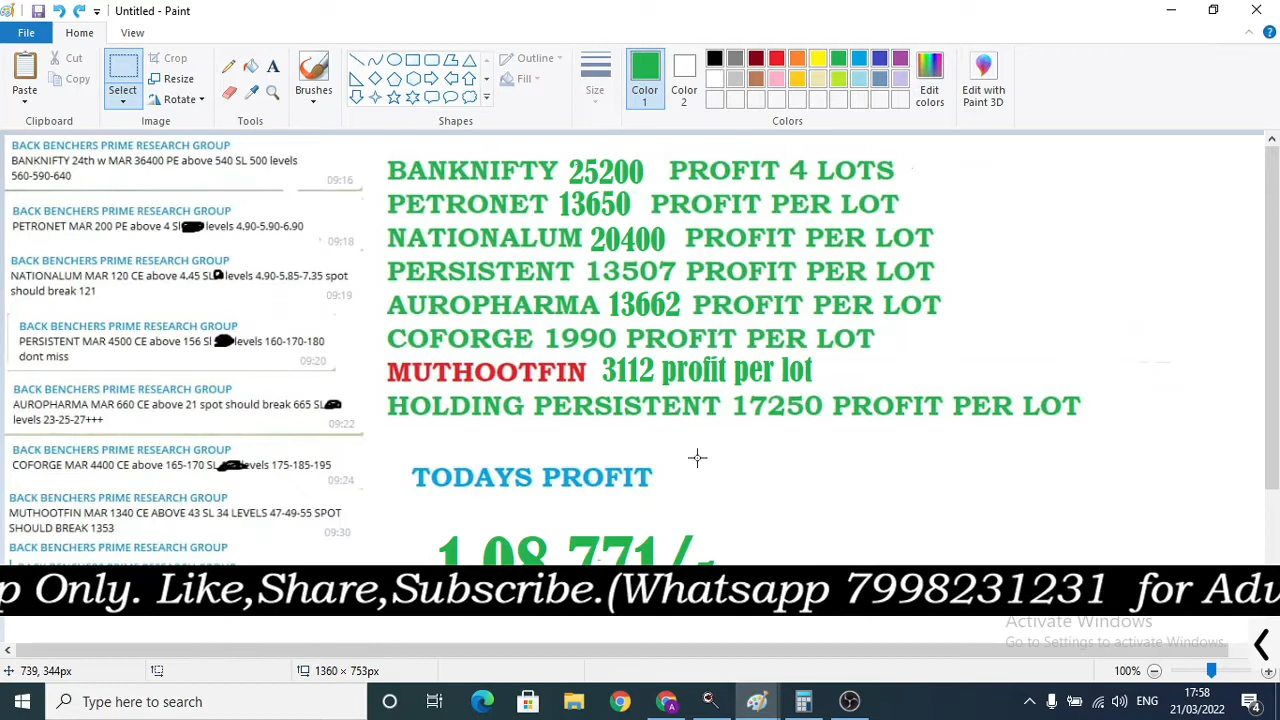 Untitled - Paint
File Home View
Paste
Cut
Copy
Clipboard
Select
Crop
Resize
Rotate
Image
Tools
Brushes
Outline
Fill
Shapes
Size
Color 1
Color 2
Edit colors
Colors
Edit with Paint 3D
BACK BENCHERS PRIME RESEARCH GROUP
BANKNIFTY 24th w MAR 36400 PE above 540 SL 500 levels
560-590-640
09:16
BACK BENCHERS PRIME RESEARCH GROUP
PETRONET MAR 200 PE above 4 Sl levels 4.90-5.90-6.90
09:18
BACK BENCHERS PRIME RESEARCH GROUP
NATIONALUM MAR 120 CE above 4.45 SL levels 4.90-5.85-7.35 spot
should break 121
09:19
BACK BENCHERS PRIME RESEARCH GROUP
PERSISTENT MAR 4500 CE above 156 Sl levels 160-170-180
dont miss
09:20
BACK BENCHERS PRIME RESEARCH GROUP
AUROPHARMA MAR 660 CE above 21 spot should break 665 SL
levels 23-25-27+++
09:22
BACK BENCHERS PRIME RESEARCH GROUP
COFORGE MAR 4400 CE above 165-170 SL levels 175-185-195
09:24
BACK BENCHERS PRIME RESEARCH GROUP
MUTHOOTFIN MAR 1340 CE ABOVE 43 SL 34 LEVELS 47-49-55 SPOT
SHOULD BREAK 1353
09:30
BACK BENCHERS PRIME RESEARCH GROUP
BANKNIFTY 25200 PROFIT 4 LOTS
PETRONET 13650 PROFIT PER LOT
NATIONALUM 20400 PROFIT PER LOT
PERSISTENT 13507 PROFIT PER LOT
AUROPHARMA 13662 PROFIT PER LOT
COFORGE 1990 PROFIT PER LOT
MUTHOOTFIN 3112 profit per lot
HOLDING PERSISTENT 17250 PROFIT PER LOT
TODAYS PROFIT
1,08,771/-
p Only. Like,Share,Subscribe.(Whatsapp 7998231231 for Adv
Activate Windows
Go to Settings to activate Windows.
739, 344px
1360 × 753px
100%
Type here to search
ENG
17:58
21/03/2022
4